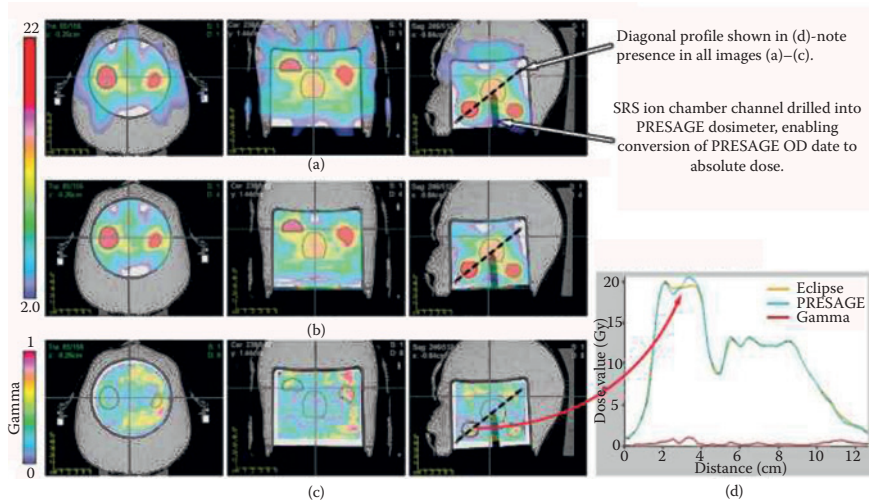 22
2.0
Diagonal profile shown in (d)-note
presence in all images (a)–(c).
SRS ion chamber channel drilled into
PRESAGE dosimeter, enabling
conversion of PRESAGE OD date to
absolute dose.
(a)
(b)
1
Gamma
0
(c)
20
15
10
5
0
Dose value (Gy)
Eclipse
PRESAGE
Gamma
0 2 4 6 8 10 12
Distance (cm)
(d)